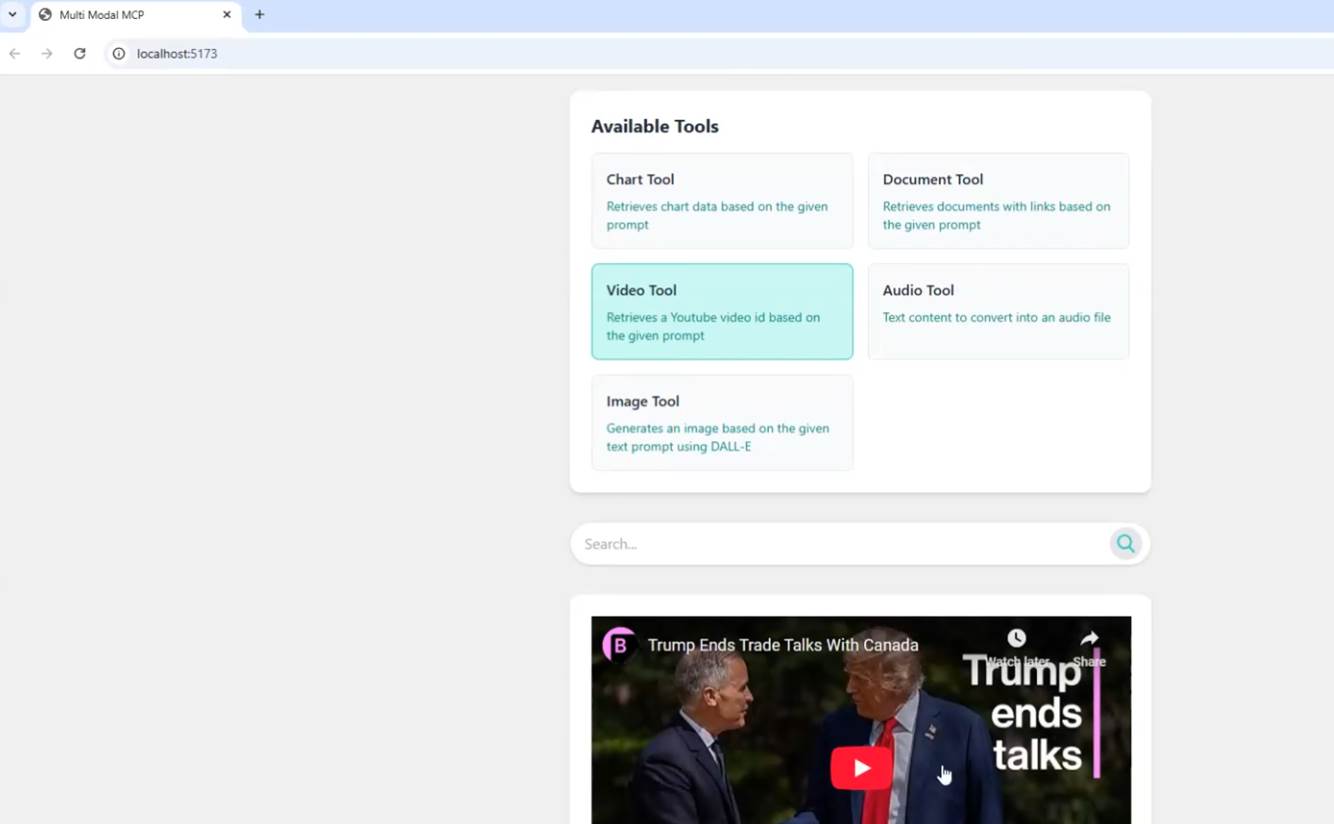 Multi Modal MCP
localhost:5173
Available Tools
Chart Tool
Retrieves chart data based on the given
prompt
Document Tool
Retrieves documents with links based on
the given prompt
Video Tool
Retrieves a Youtube video id based on
the given prompt
Audio Tool
Text content to convert into an audio file
Image Tool
Generates an image based on the given
text prompt using DALL-E
Search...
B
Trump Ends Trade Talks With Canada
Watch later
Share
Trump
ends
talks